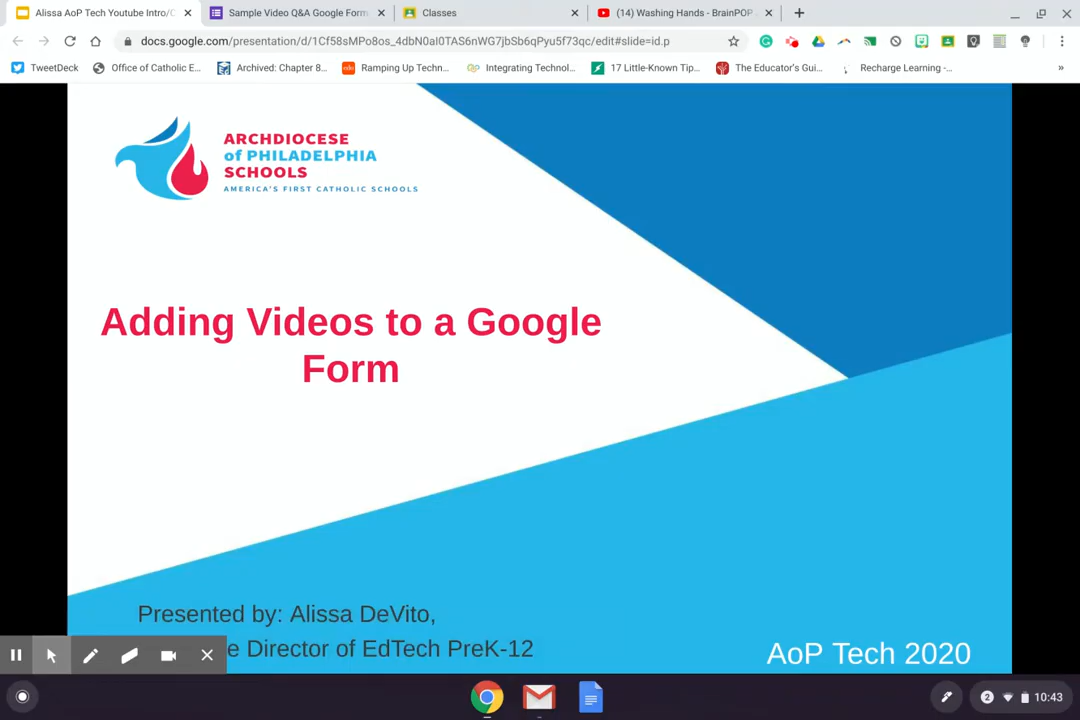 Alissa AoP Tech Youtube Intro/C
Sample Video Q&A Google Form
Classes
(14) Washing Hands - BrainPOP
docs.google.com/presentation/d/1Cf58sMPo8os_4dbN0aI0TAS6nWG7jbSb6qPyu5f73qc/edit#slide=id.p
TweetDeck
Office of Catholic E...
Archived: Chapter 8...
Ramping Up Techn...
Integrating Technol...
17 Little-Known Tip...
The Educator's Gui...
Recharge Learning -...
»
ARCHDIOCESE
of PHILADELPHIA
SCHOOLS
AMERICA'S FIRST CATHOLIC SCHOOLS
Adding Videos to a Google
Form
Presented by: Alissa DeVito,
e Director of EdTech PreK-12
AoP Tech 2020
2
10:43